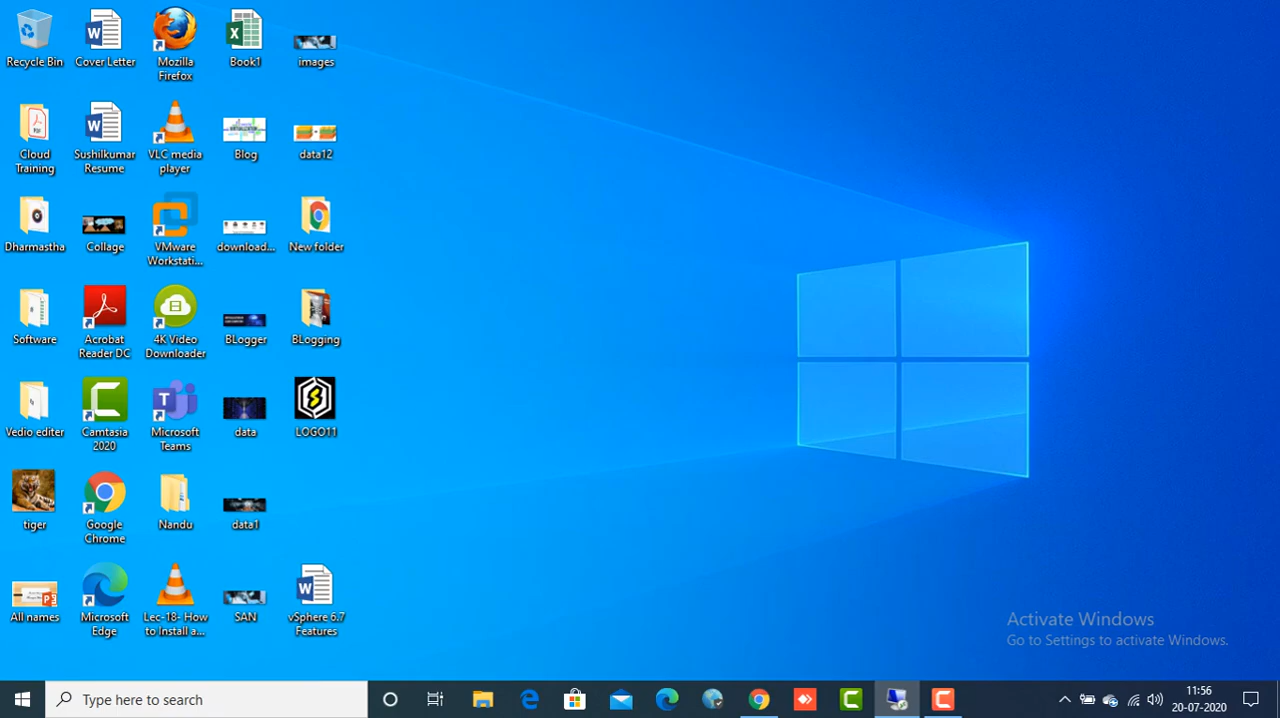 Recycle Bin
Cover Letter
Mozilla
Firefox
Book1
images
Cloud
Training
Sushilkumar
Resume
VLC media
player
Blog
data12
Dharmastha
Collage
VMware
Workstati...
download...
New folder
Software
Acrobat
Reader DC
4K Video
Downloader
BLogger
BLogging
Vedio editer
Camtasia
2020
Microsoft
Teams
data
LOGO11
tiger
Google
Chrome
Nandu
data1
All names
Microsoft
Edge
Lec-18- How
to install a...
SAN
vSphere 6.7
Features
Activate Windows
Go to Settings to activate Windows.
Type here to search
11:56
20-07-2020